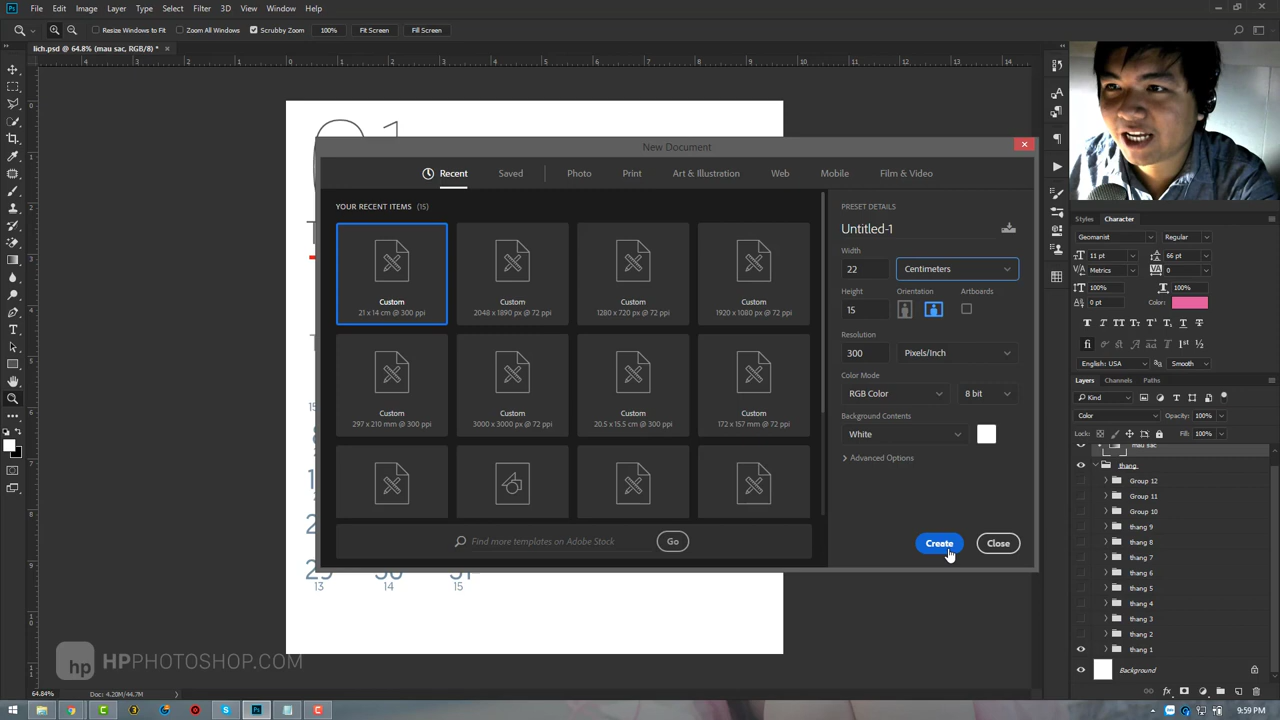 Ps File Edit Image Layer Type Select Filter 3D View Window Help
Resize Windows to Fit Zoom All Windows Scrubby Zoom 100% Fit Screen Fill Screen
lich.psd @ 64.8% (mau sac, RGB/8) *
New Document
Recent Saved Photo Print Art & Illustration Web Mobile Film & Video
YOUR RECENT ITEMS (15)
Custom
21 x 14 cm @ 300 ppi
Custom
2048 x 1890 px @ 72 ppi
Custom
1280 x 720 px @ 72 ppi
Custom
1920 x 1080 px @ 72 ppi
Custom
297 x 210 mm @ 300 ppi
Custom
3000 x 3000 px @ 72 ppi
Custom
20.5 x 15.5 cm @ 300 ppi
Custom
172 x 157 mm @ 72 ppi
Find more templates on Adobe Stock
Go
PRESET DETAILS
Untitled-1
Width
22 Centimeters
Height Orientation Artboards
15
Resolution
300 Pixels/Inch
Color Mode
RGB Color 8 bit
Background Contents
White
Advanced Options
Create Close
13 14 15
hp HPPHOTOSHOP.COM
64.84% Doc: 4.20M/44.7M
Styles Character
Geomanist Regular
11 pt 66 pt
Metrics 0
100% 100%
0 pt Color:
English: USA Smooth
Layers Channels Paths
Kind
Color Opacity: 100%
Lock: Fill: 100%
mau sac
thang
Group 12
Group 11
Group 10
thang 9
thang 8
thang 7
thang 6
thang 5
thang 4
thang 3
thang 2
thang 1
Background
9:59 PM